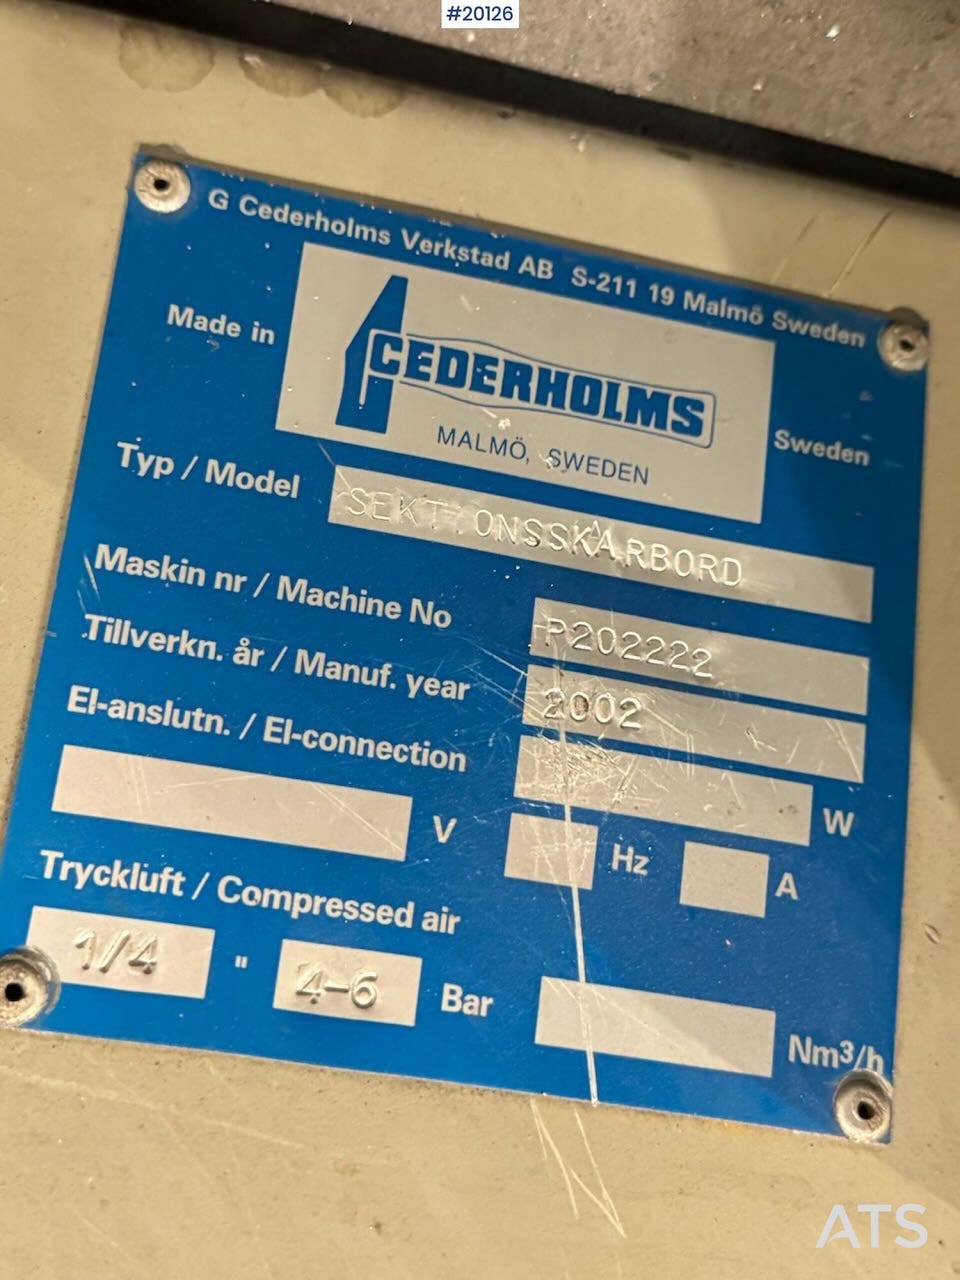 #20126
G Cederholms Verkstad AB S-211 19 Malmö Sweden
Made in
CEDERHOLMS
MALMÖ, SWEDEN
Sweden
Typ / Model SEKTIONSSKÄRBORD
Maskin nr / Machine No P202222
Tillverkn. år / Manuf. year 2002
El-anslutn. / El-connection W
V Hz A
Tryckluft / Compressed air
1/4 " 4-6 Bar Nm3/h
ATS